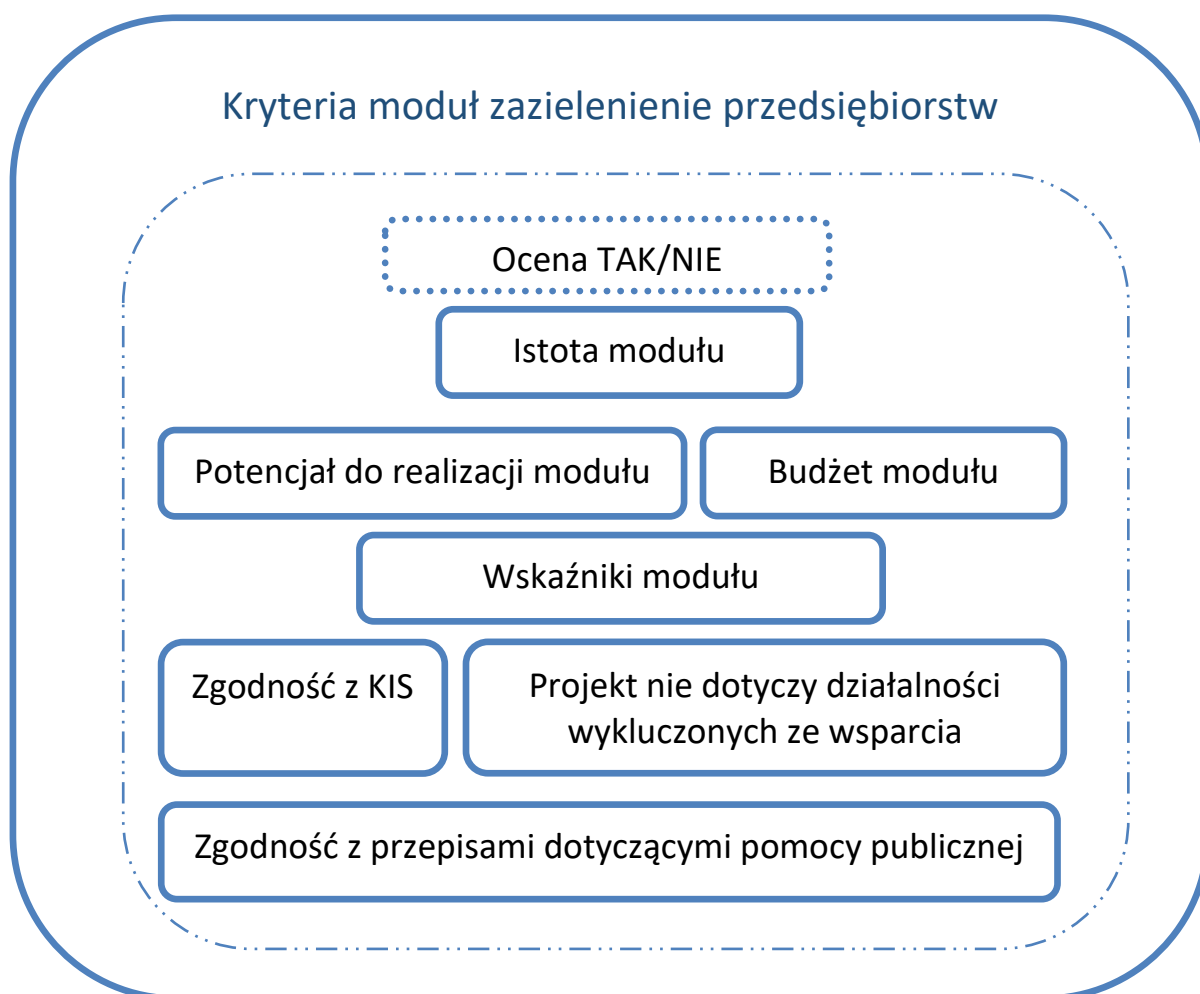 Kryteria moduł zazielenienie przedsiębiorstw
Ocena TAK/NIE
Istota modułu
Potencjał do realizacji modułu
Budżet modułu
Wskaźniki modułu
Zgodność z KIS
Projekt nie dotyczy działalności
wykluczonych ze wsparcia
Zgodność z przepisami dotyczącymi pomocy publicznej